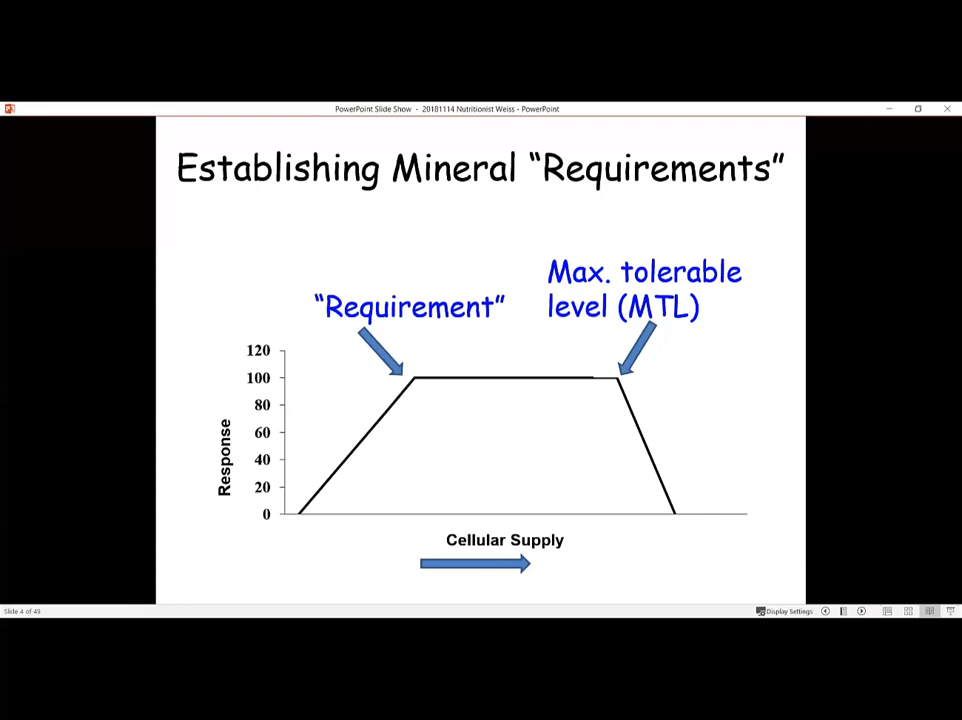 PowerPoint Slide Show - 20181114 Nutritionist Weiss - PowerPoint
Establishing Mineral “Requirements”
Max. tolerable
level (MTL)
“Requirement”
120
100
80
60
40
20
0
Response
Cellular Supply
Slide 4 of 49
Display Settings